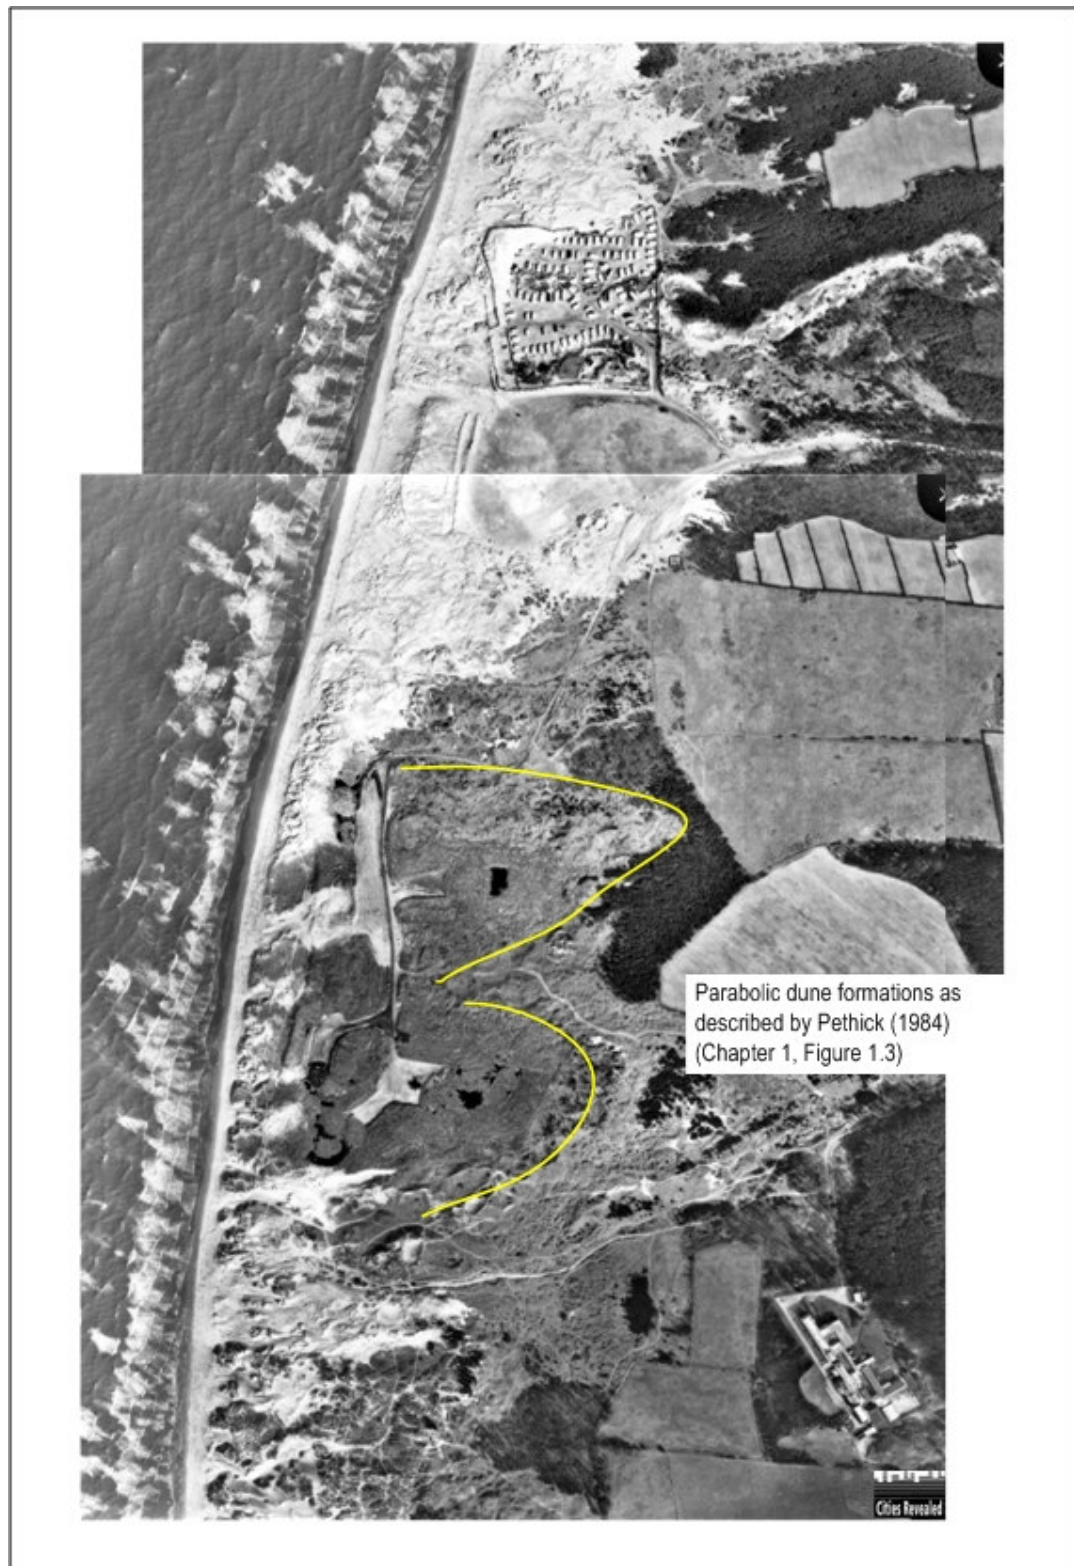 Parabolic dune formations as
described by Pethick (1984)
(Chapter 1, Figure 1.3)
Cities Revealed